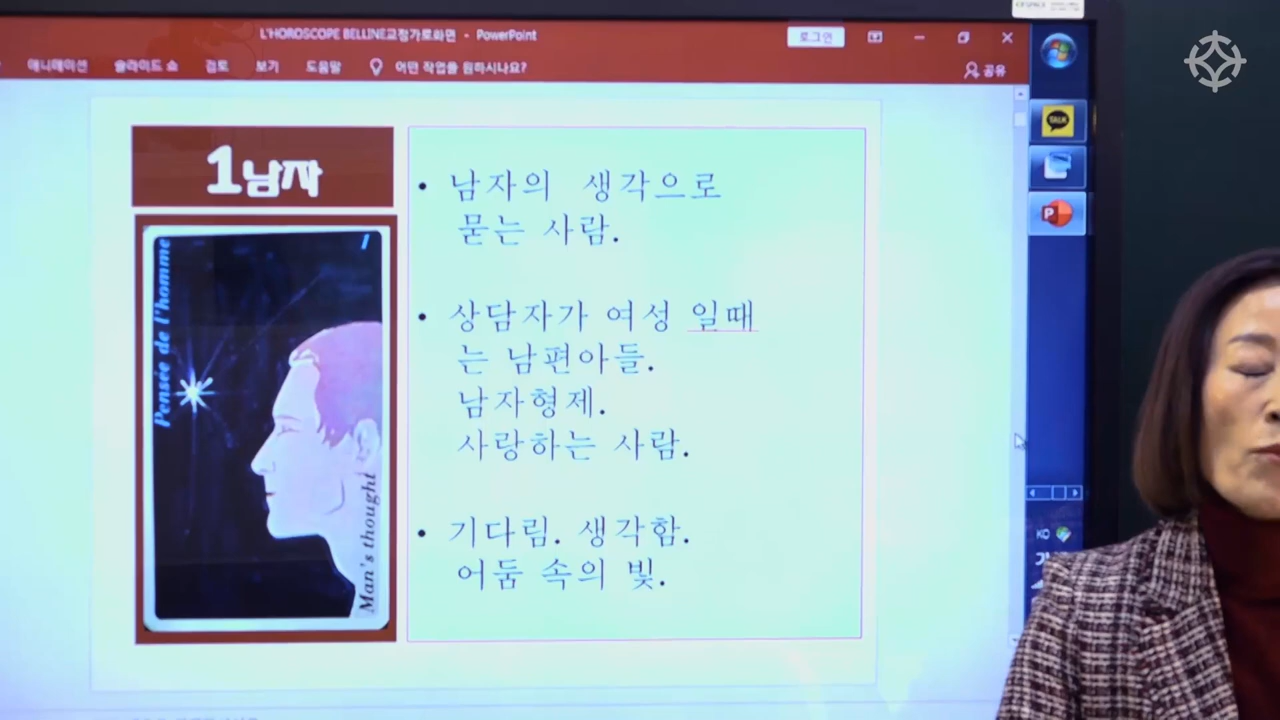 L'HOROSCOPE BELLINE교정가로화면 - PowerPoint
로그인
애니메이션 슬라이드 쇼 검토 보기 도움말 어떤 작업을 원하시나요? 공유
1남자
Pensée de l'homme
1
Man's thought
• 남자의 생각으로
묻는 사람.
• 상담자가 여성 일때
는 남편아들.
남자형제.
사랑하는 사람.
• 기다림. 생각함.
어둠 속의 빛.
TALK
P